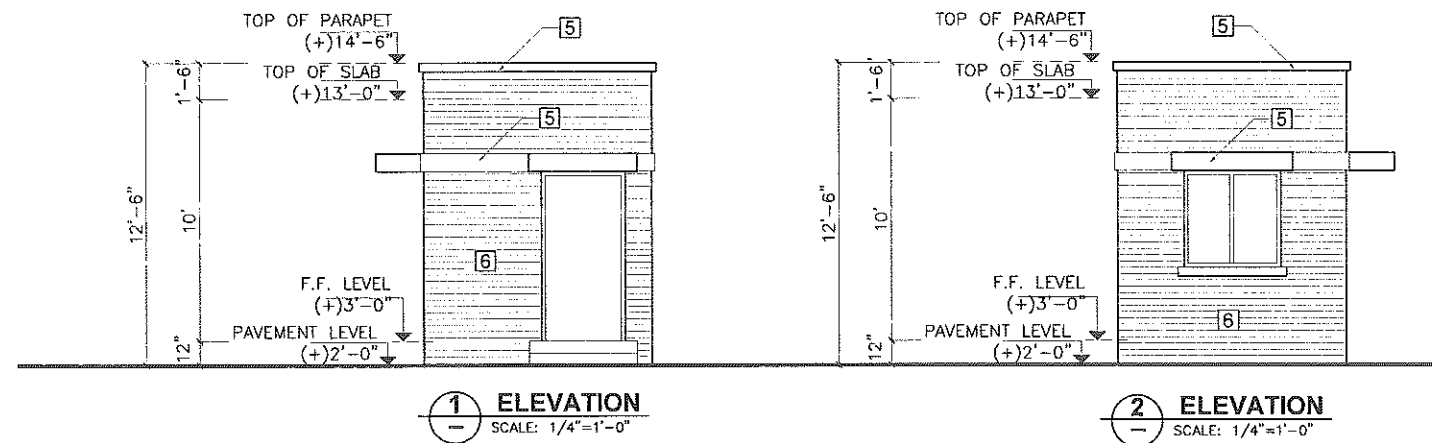 TOP OF PARAPET
(+)14'-6"
5
TOP OF SLAB
(+)13'-0"
1'-6"
5
12'-6"
10'
6
F.F. LEVEL
(+)3'-0"
PAVEMENT LEVEL
(+)2'-0"
12"
1
–
ELEVATION
SCALE: 1/4"=1'-0"
TOP OF PARAPET
(+)14'-6"
5
TOP OF SLAB
(+)13'-0"
1'-6"
5
12'-6"
10'
F.F. LEVEL
(+)3'-0"
6
PAVEMENT LEVEL
(+)2'-0"
12"
2
–
ELEVATION
SCALE: 1/4"=1'-0"